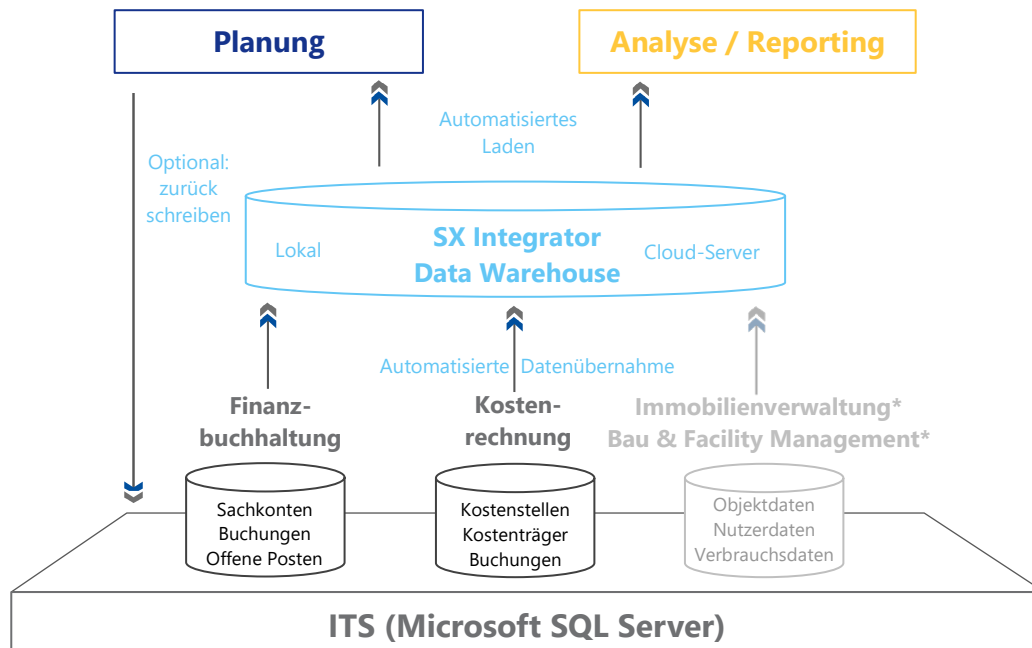 Planung
Analyse / Reporting
Automatisiertes
Laden
Optional:
zurück
schreiben
Lokal
SX Integrator
Data Warehouse
Cloud-Server
Automatisierte Datenübernahme
Finanz-
buchhaltung
Kosten-
rechnung
Immobilienverwaltung*
Bau & Facility Management*
Sachkonten
Buchungen
Offene Posten
Kostenstellen
Kostenträger
Buchungen
Objektdaten
Nutzerdaten
Verbrauchsdaten
ITS (Microsoft SQL Server)